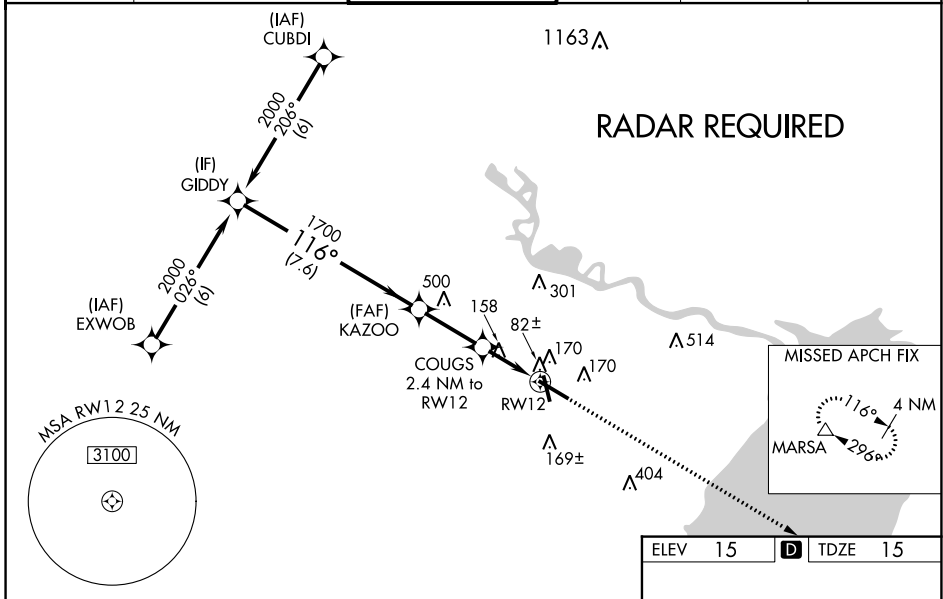 (IAF)
CUBDI
1163
2000
206°
(6)
RADAR REQUIRED
(IF)
GIDDY
1700
116°
(7.6)
2000
026°
(6)
(IAF)
EXWOB
500
301
(FAF)
KAZOO
158
82±
170
514
170
COUGS
2.4 NM to
RW12
RW12
MISSED APCH FIX
116°
4 NM
MARSA
296°
MSA RW12 25 NM
3100
169±
404
ELEV 15 D TDZE 15